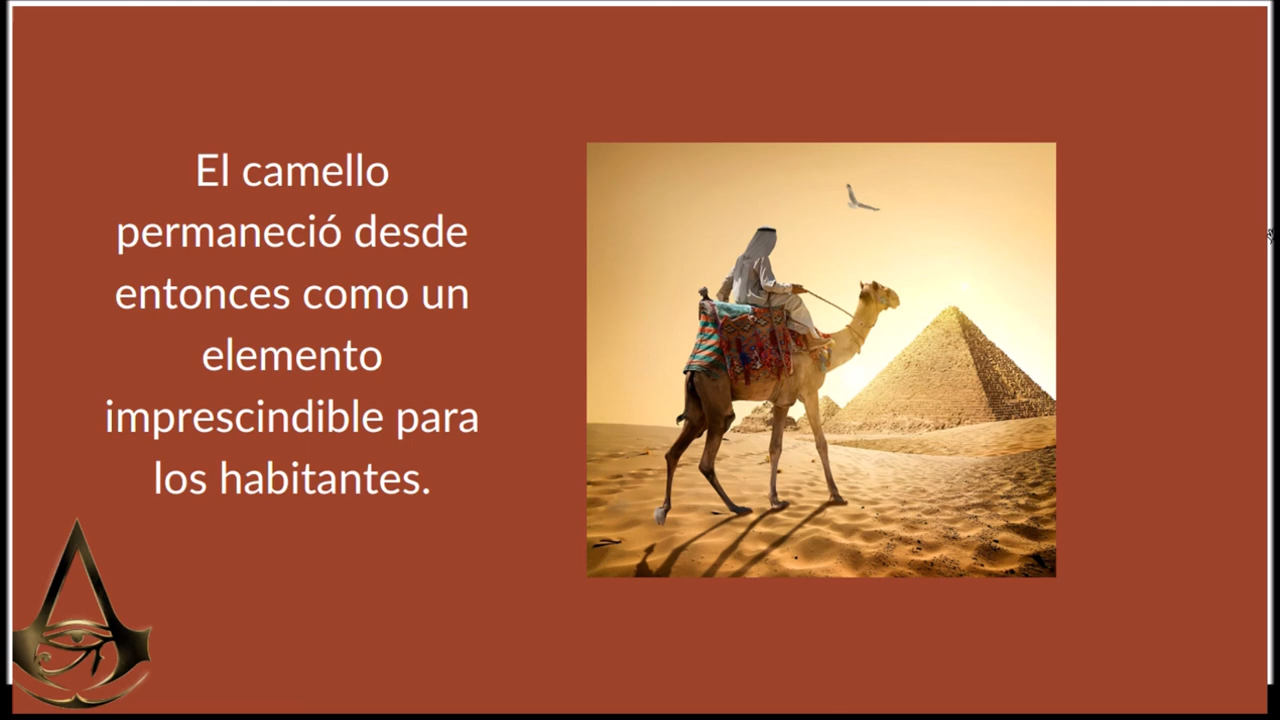 El camello
permaneció desde
entonces como un
elemento
imprescindible para
los habitantes.